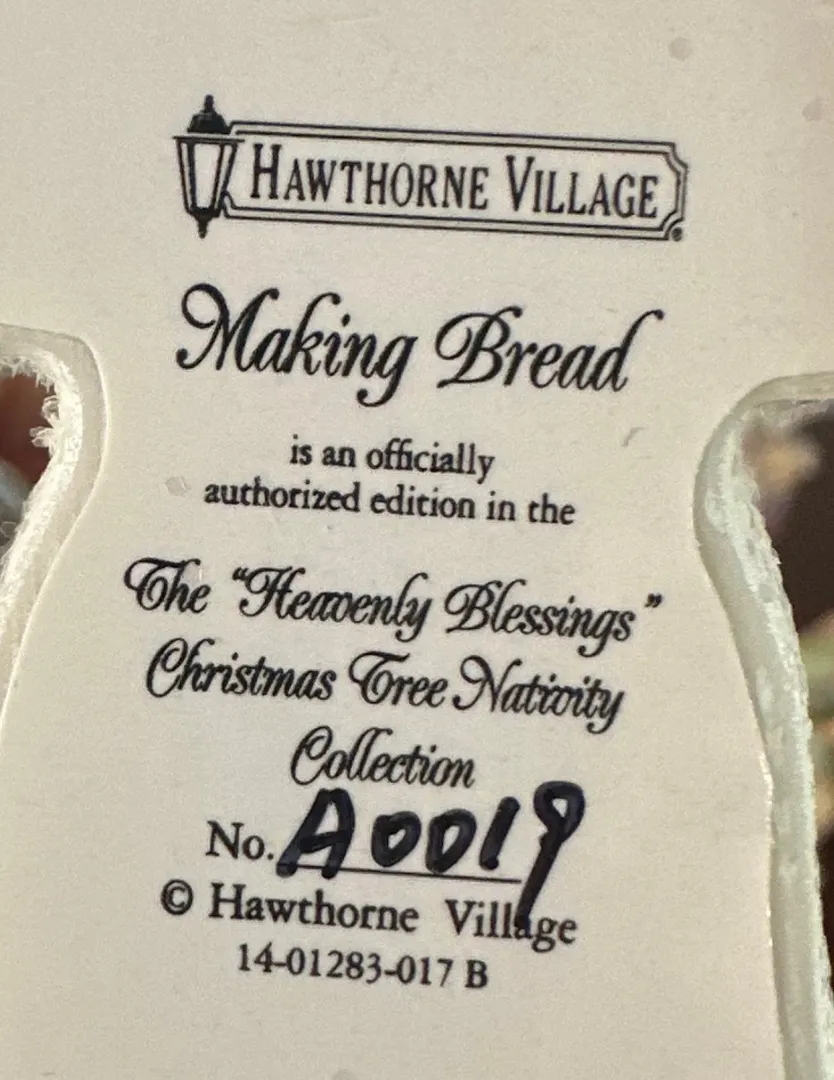 HAWTHORNE VILLAGE®
Making Bread
is an officially
authorized edition in the
The “Heavenly Blessings”
Christmas Tree Nativity
Collection
No. A0019
© Hawthorne Village
14-01283-017 B